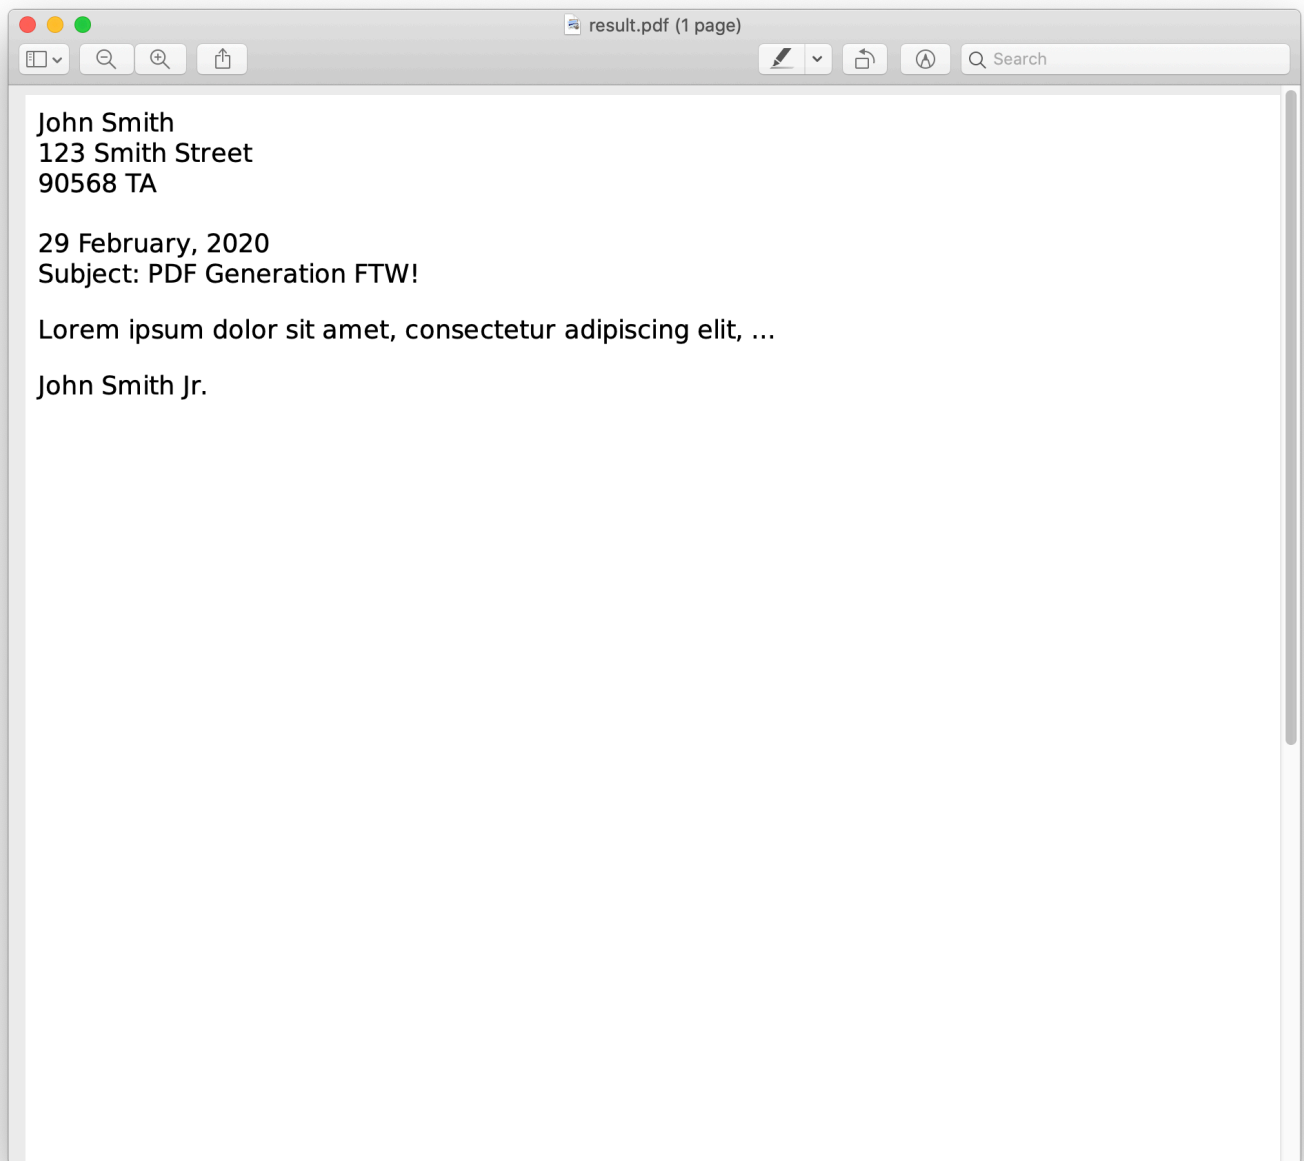 result.pdf (1 page)
Search
John Smith
123 Smith Street
90568 TA
29 February, 2020
Subject: PDF Generation FTW!
Lorem ipsum dolor sit amet, consectetur adipiscing elit, ...
John Smith Jr.